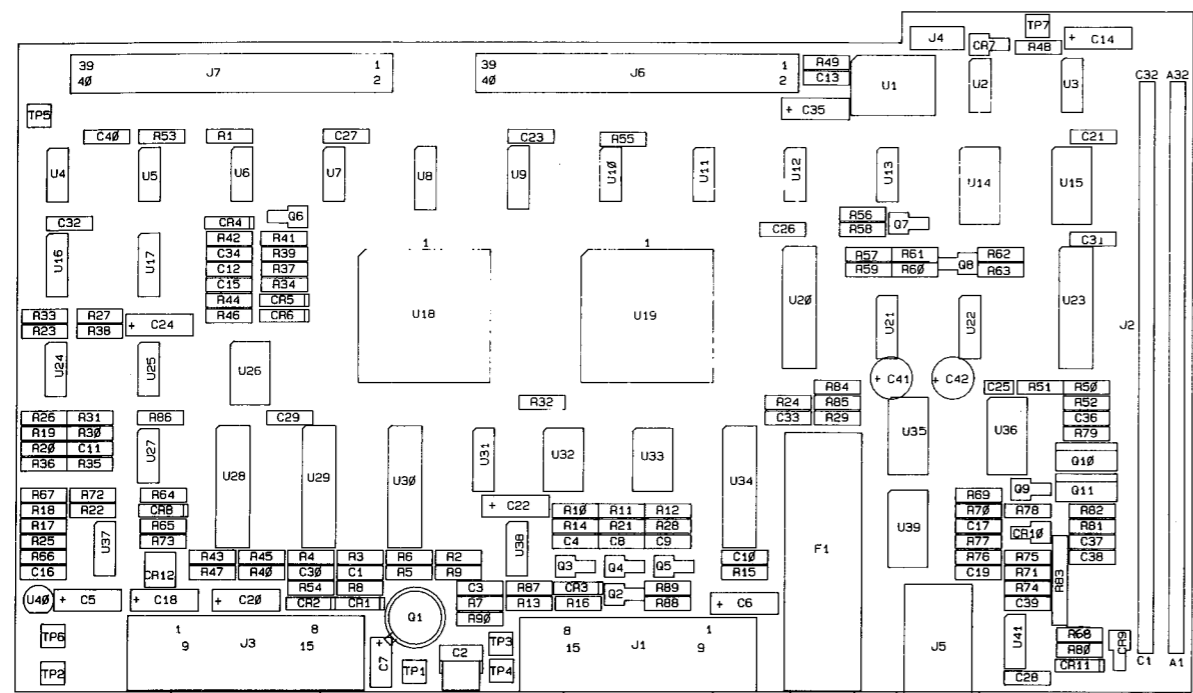 TP7
J4
CR7
R48
+ C14
39 1
J7
40 2
39 1
J6
40 2
R49
C13
U1
U2
U3
C32 A32
+ C35
TP5
C40 R53 R1 C27 C23 R55 C21
U4 U5 U6 U7 U8 U9 U10 U11 U12 U13 U14 U15
C32 CR4 Q6 C26 R56 Q7
R58
R42 R41 C31
U16 U17 C34 R39 1 1 R57 R61 Q8 R62
C12 R37 R59 R60 R63
C15 R34
R44 CR5
R46 CR6
U18 U19 U20 U21 U22 U23
J2
R33 R27 + C24
R23 R38
U24 U25 U26
+ C41 + C42
R84 C25 R51 R50
R32 R24 R85 R52
R26 R31 R86 C29 C33 R29 C36
R19 R30 R79
R20 C11
R36 R35
U27 U28 U29 U30 U31 U32 U33 U34 U35 U36
Q10
Q11
R67 R72 R64 + C22 R69 Q9
R18 R22 CR8 R10 R11 R12 R70 R78 R82
R17 R65 R14 R21 R28 C17 CR10 R81
R25 R73 C4 C8 C9 R77 C37
U37 U38 U39 F1
R66 R43 R45 R4 R3 R6 R2 C10 R76 R75 C38
C16 CR12 R47 R40 C30 C1 R5 R9 Q3 Q4 Q5 R15 C19 R71 R83
R54 R8 C3 R87 CR3 Q2 R89 R74
U40 + C5 + C18 + C20 CR2 CR1 Q1 R7 R13 R16 R88 + C6 C39
R90
TP6 1 8 TP3 8 1 R68 CR9
J3 + C7 C2 J1 J5 U41
9 15 15 9 R80
TP2 TP1 TP4 CR11
C28
C1 A1